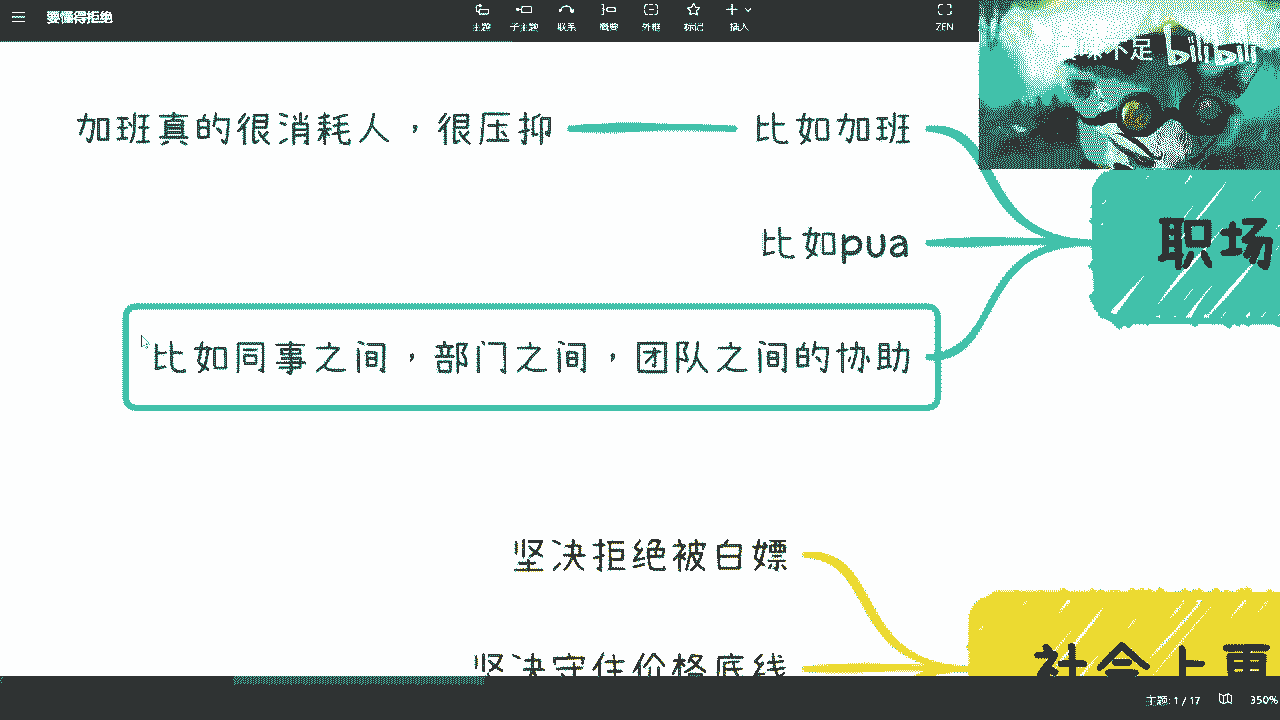 要懂得拒绝
主题 子主题 联系 概要 外框 标记 插入 ZEN
不足 bilibili
加班真的很消耗人，很压抑 比如加班
比如pua
职场
比如同事之间，部门之间，团队之间的协助
坚决拒绝被白嫖
坚决守住价格底线
社会上更
主题: 1 / 17 350%